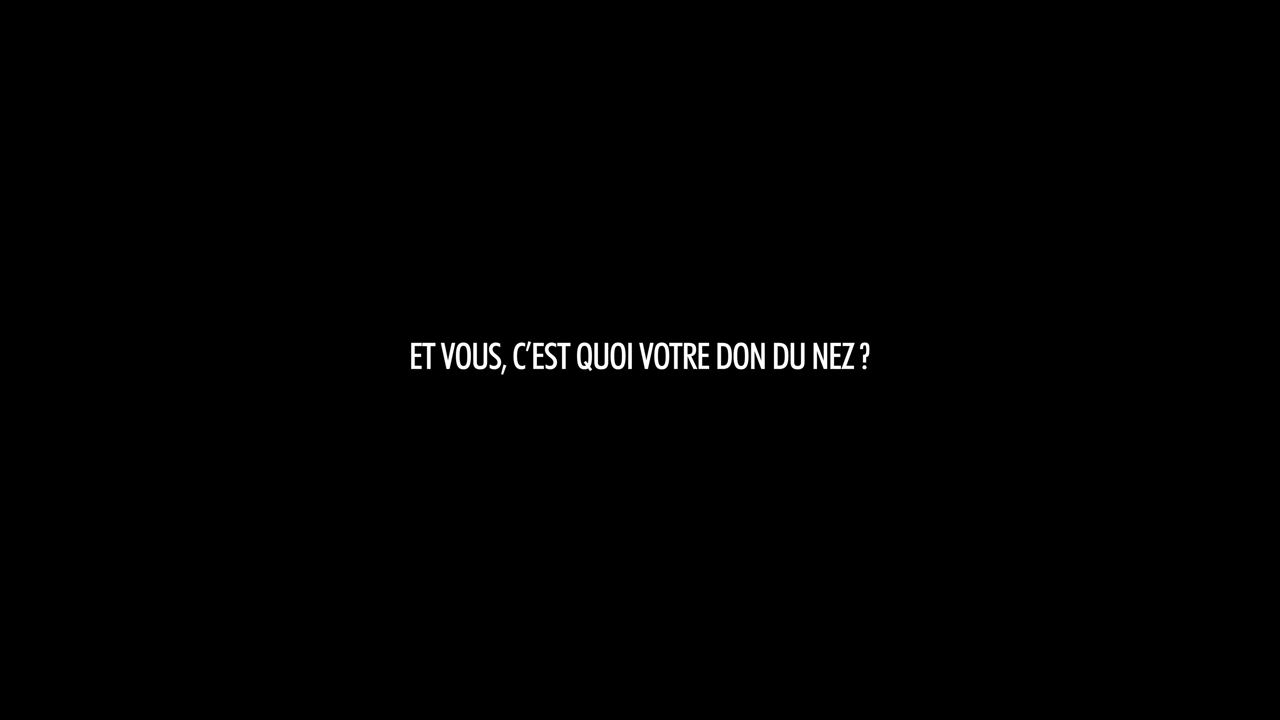 ET VOUS, C’EST QUOI VOTRE DON DU NEZ ?